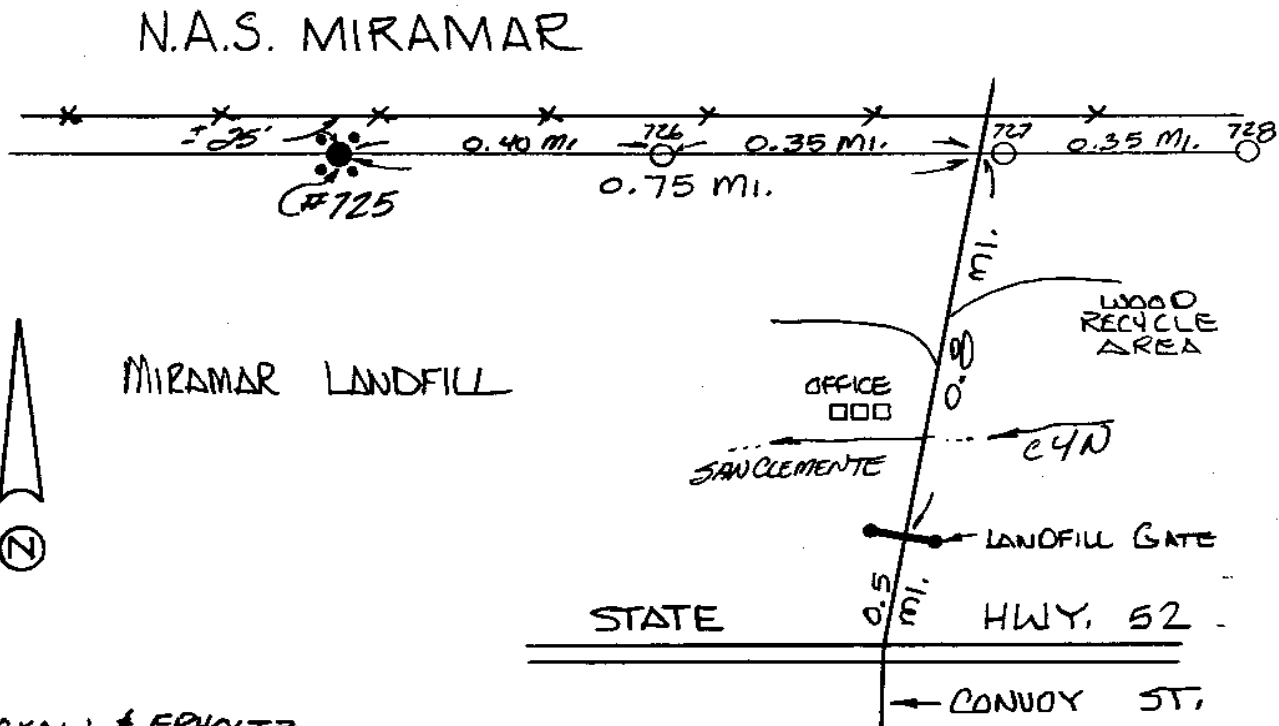 N.A.S. MIRAMAR
± 25'
0.40 MI.
726
0.35 MI.
727
0.35 MI.
728
0.75 MI.
#725
0.80 MI.
WOOD
RECYCLE
AREA
MIRAMAR LANDFILL
OFFICE
SAN CLEMENTE CYN
N
LANDFILL GATE
0.5 MI.
STATE HWY. 52
CONVOY ST.